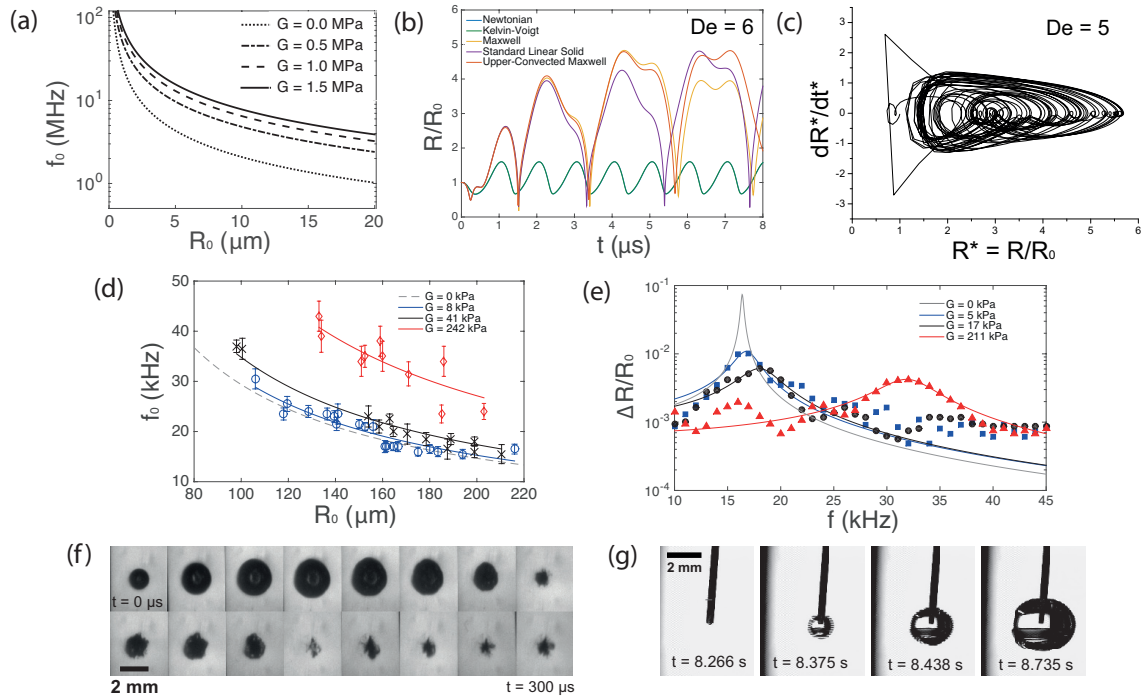 (a)
G = 0.0 MPa
G = 0.5 MPa
G = 1.0 MPa
G = 1.5 MPa
10²
10¹
10⁰
f₀ (MHz)
0 5 10 15 20
R₀ (μm)
(b)
De = 6
Newtonian
Kelvin-Voigt
Maxwell
Standard Linear Solid
Upper-Convected Maxwell
6
5
4
3
2
1
0
R/R₀
0 1 2 3 4 5 6 7 8
t (μs)
(c)
De = 5
3
2
1
0
-1
-2
-3
dR*/dt*
0 1 2 3 4 5 6
R* = R/R₀
(d)
G = 0 kPa
G = 8 kPa
G = 41 kPa
G = 242 kPa
50
40
30
20
10
f₀ (kHz)
80 100 120 140 160 180 200 220
R₀ (μm)
(e)
G = 0 kPa
G = 5 kPa
G = 17 kPa
G = 211 kPa
10⁻¹
10⁻²
10⁻³
10⁻⁴
ΔR/R₀
10 15 20 25 30 35 40 45
f (kHz)
(f)
t = 0 μs
2 mm
t = 300 μs
(g)
2 mm
t = 8.266 s
t = 8.375 s
t = 8.438 s
t = 8.735 s